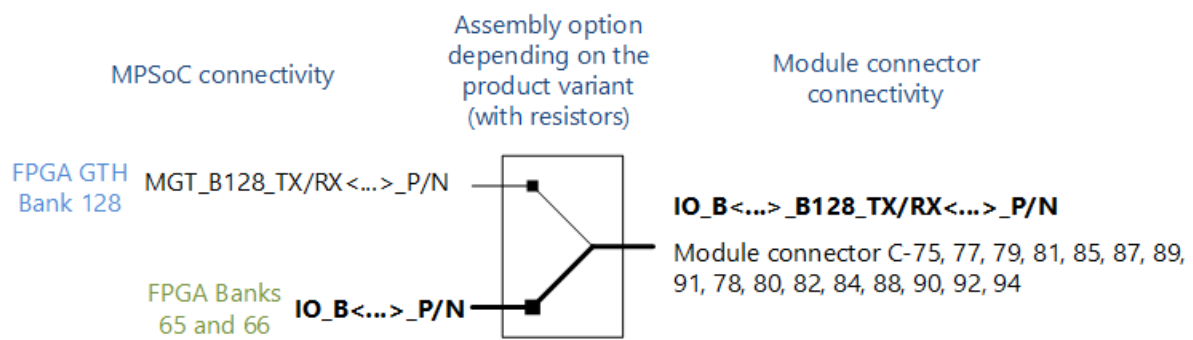 MPSoC connectivity
Assembly option
depending on the
product variant
(with resistors)
Module connector
connectivity
FPGA GTH
Bank 128
MGT_B128_TX/RX<...>_P/N
IO_B<...>_B128_TX/RX<...>_P/N
Module connector C-75, 77, 79, 81, 85, 87, 89,
91, 78, 80, 82, 84, 88, 90, 92, 94
FPGA Banks
65 and 66
IO_B<...>_P/N